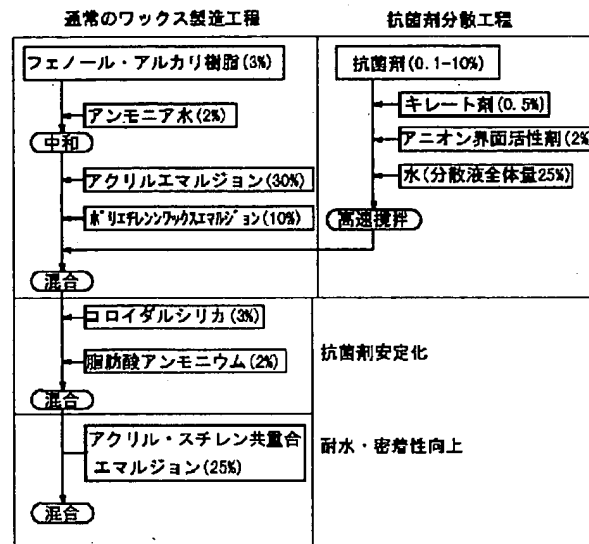 通常のワックス製造工程
抗菌剤分散工程
フェノール・アルカリ樹脂(3%)
アンモニア水(2%)
中和
アクリルエマルジョン(30%)
ポリエチレンワックスエマルジョン(10%)
混合
抗菌剤(0.1-10%)
キレート剤(0.5%)
アニオン界面活性剤(2%
水(分散液全体量25%)
高速撹拌
コロイダルシリカ(3%)
脂肪酸アンモニウム(2%)
混合
抗菌剤安定化
アクリル・スチレン共重合
エマルジョン(25%)
混合
耐水・密着性向上